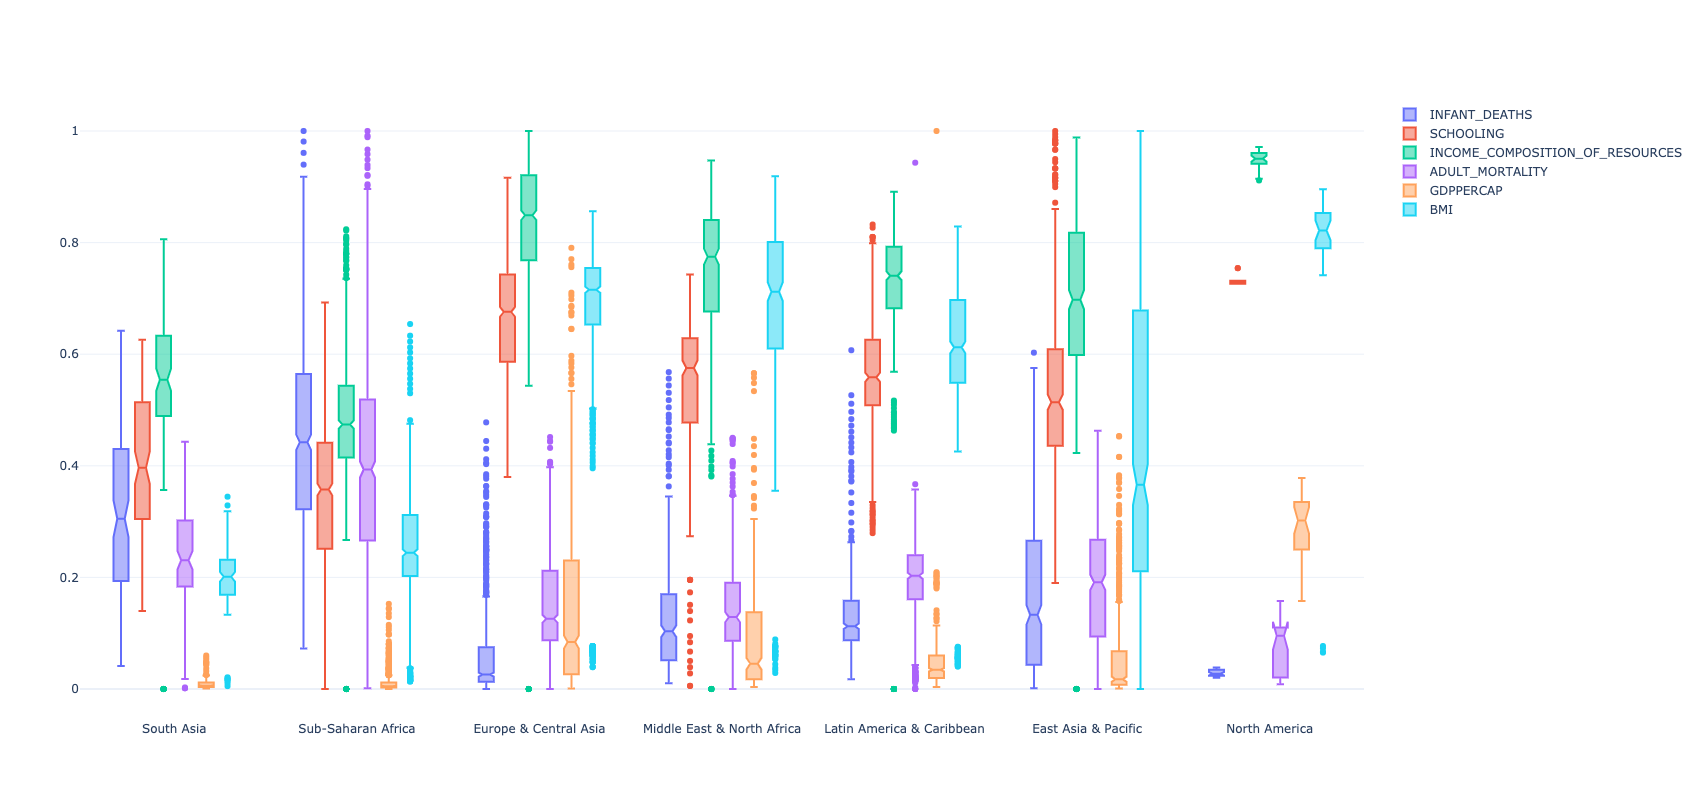 1
0.8
0.6
0.4
0.2
0
South Asia
Sub-Saharan Africa
Europe & Central Asia
Middle East & North Africa
Latin America & Caribbean
East Asia & Pacific
North America
INFANT_DEATHS
SCHOOLING
INCOME_COMPOSITION_OF_RESOURCES
ADULT_MORTALITY
GDPPERCAP
BMI